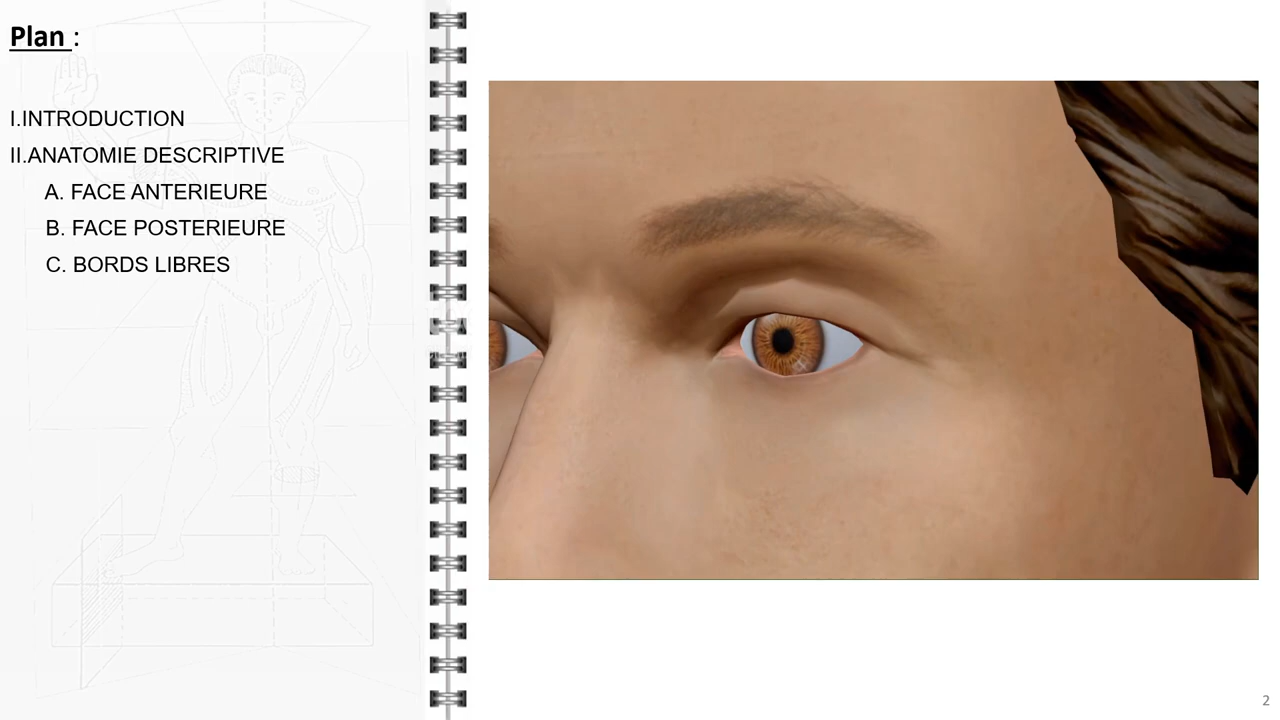 Plan :
I.INTRODUCTION
II.ANATOMIE DESCRIPTIVE
A. FACE ANTERIEURE
B. FACE POSTERIEURE
C. BORDS LIBRES
2